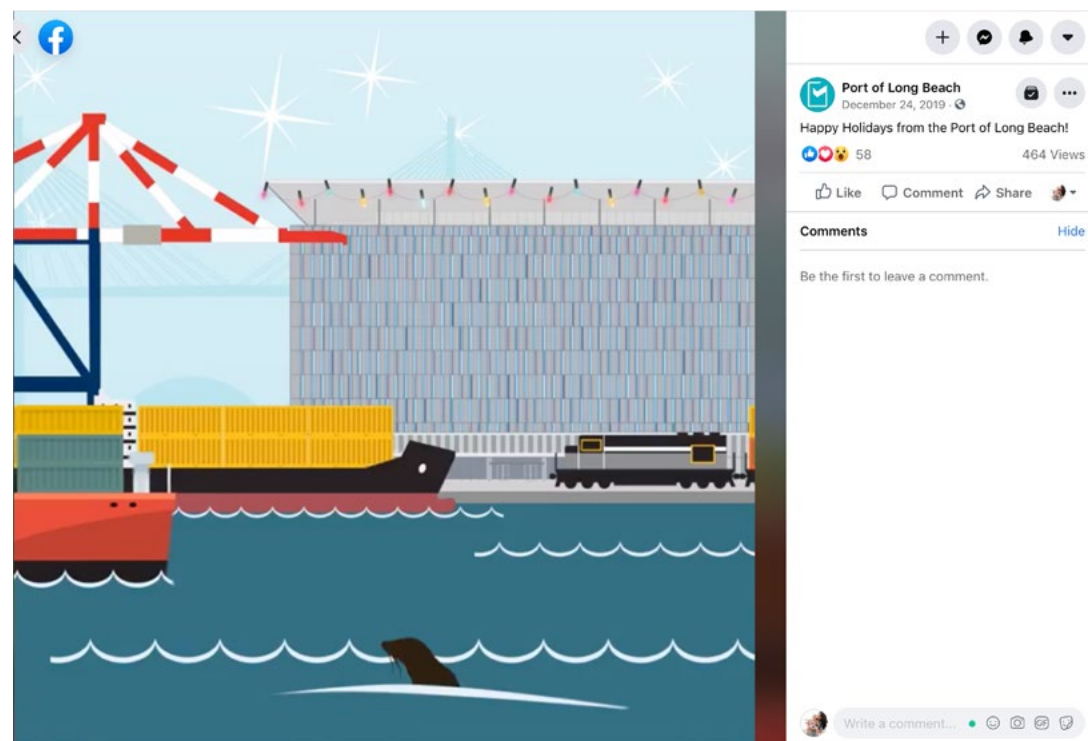 Port of Long Beach
December 24, 2019 ·
Happy Holidays from the Port of Long Beach!
58
464 Views
Like
Comment
Share
Comments
Hide
Be the first to leave a comment.
Write a comment...
GIF